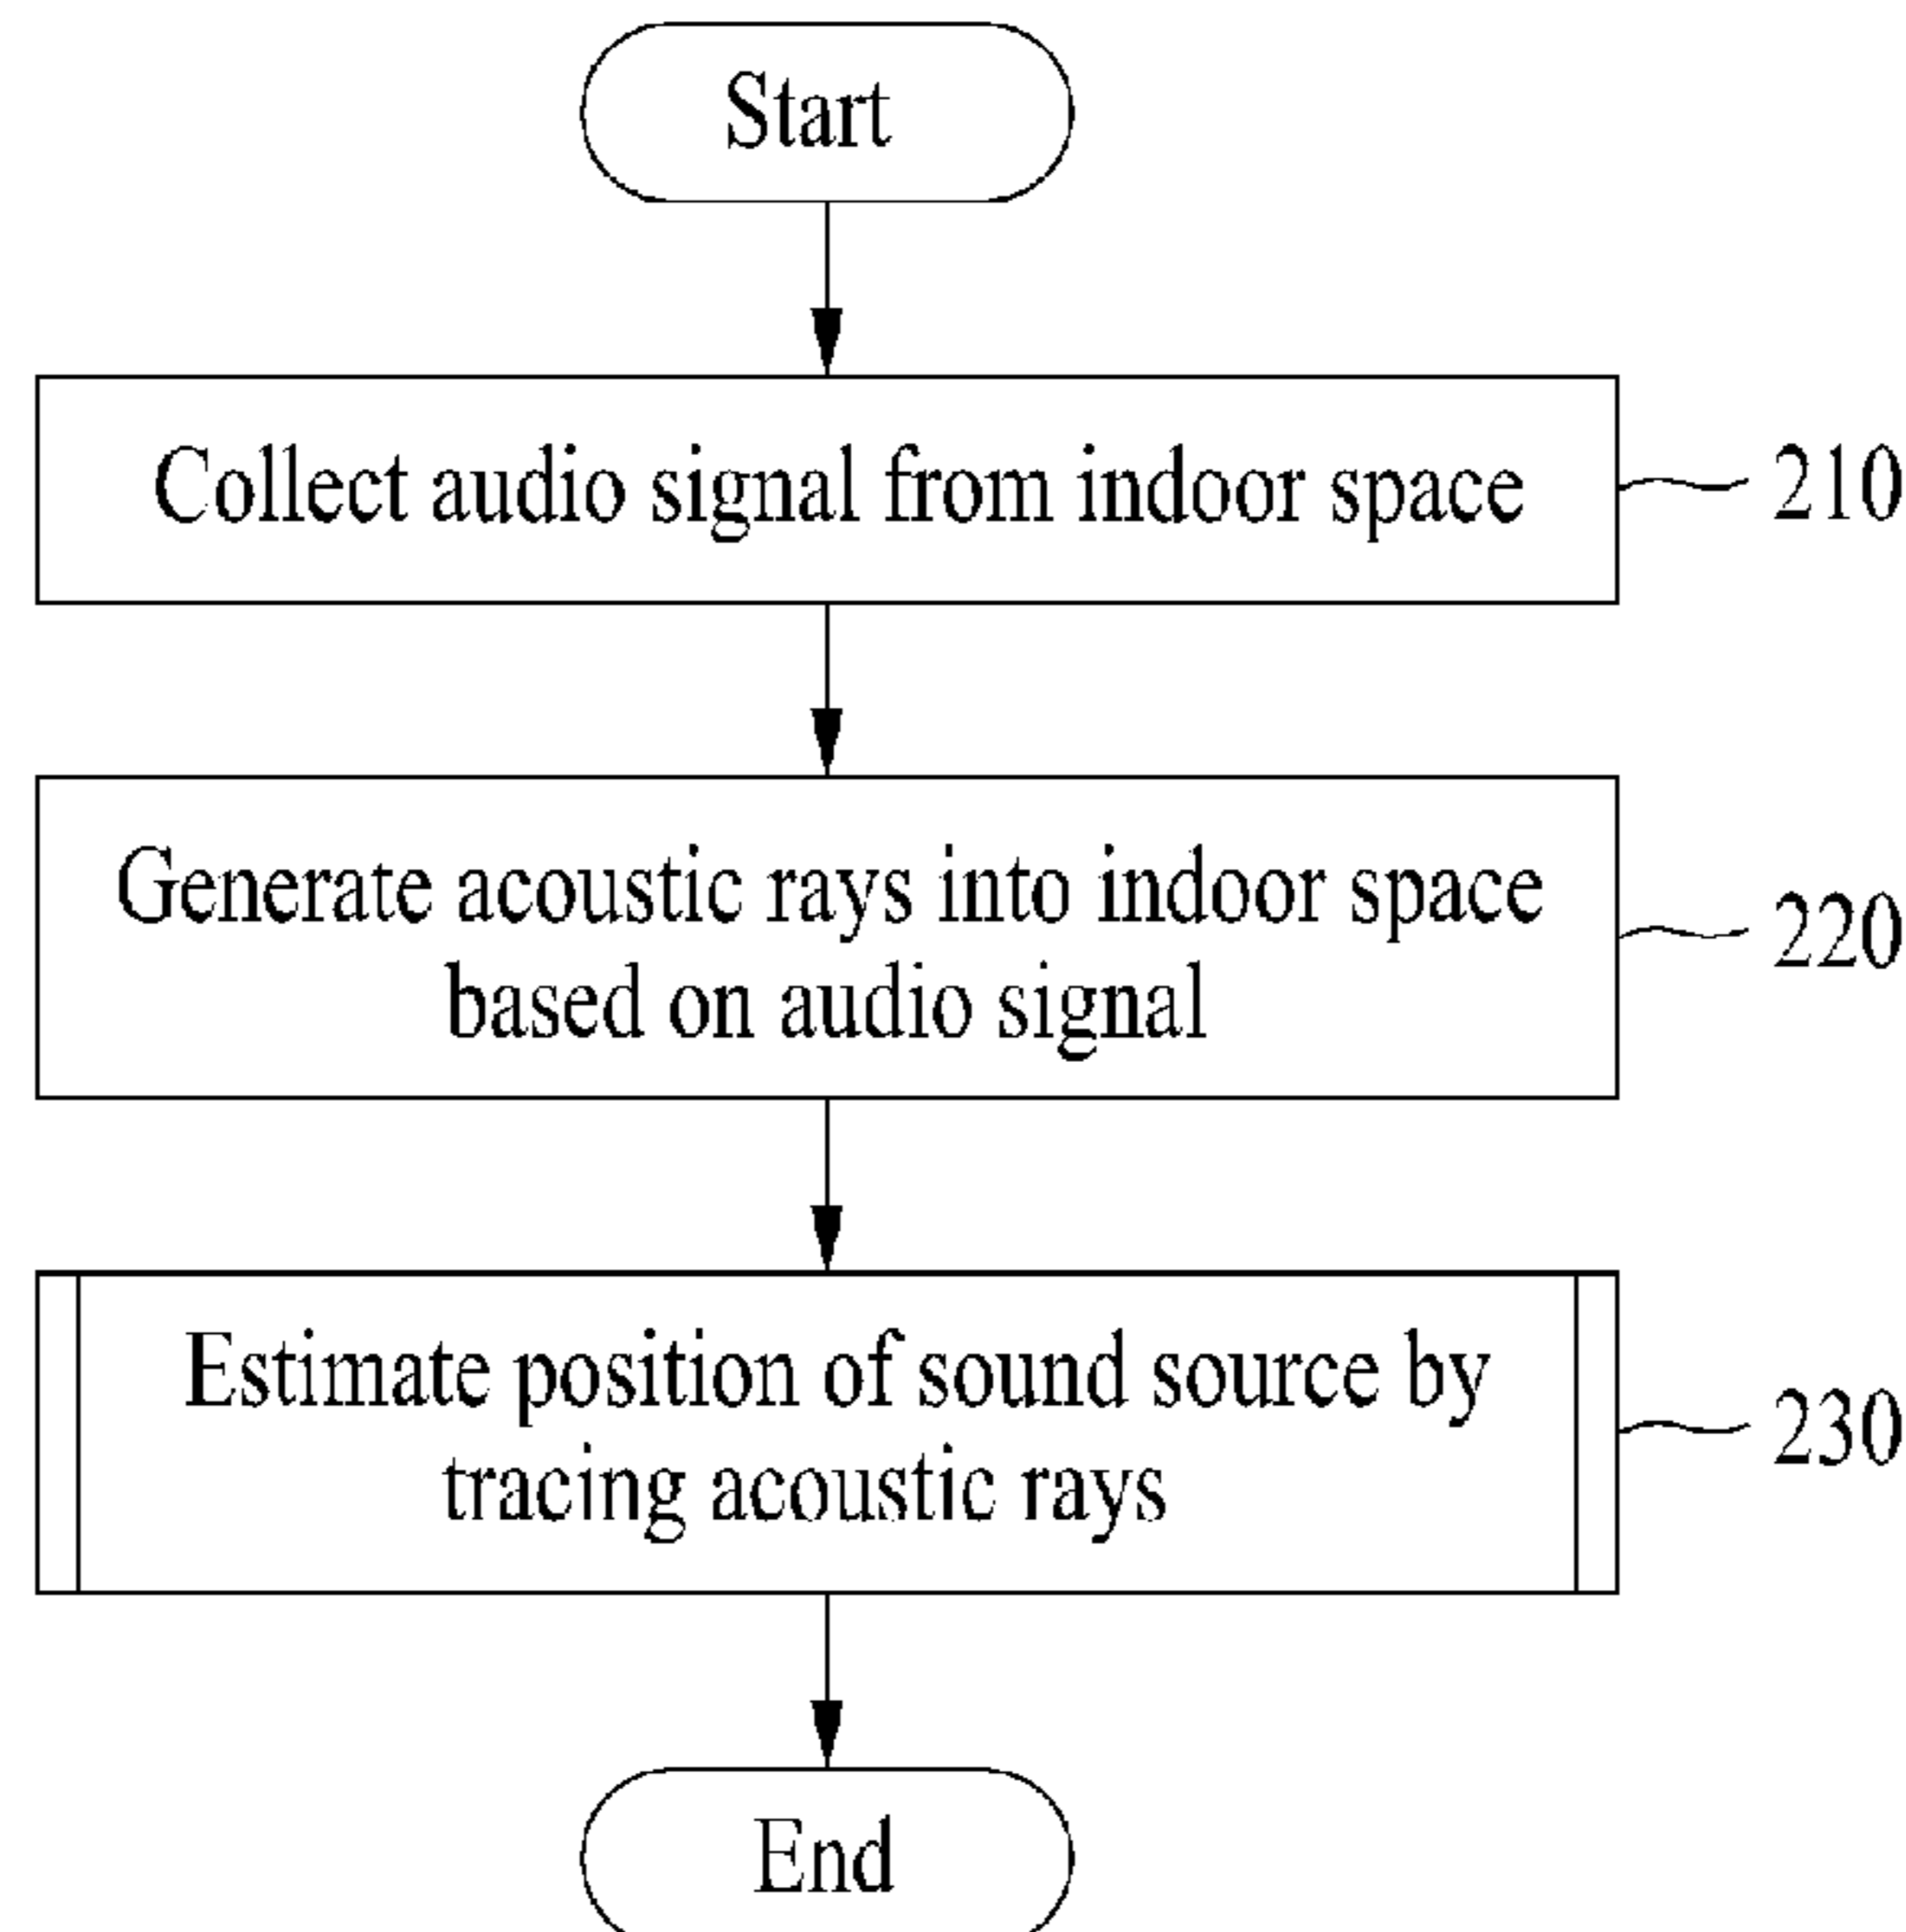 Start
Collect audio signal from indoor space
210
Generate acoustic rays into indoor space
based on audio signal
220
Estimate position of sound source by
tracing acoustic rays
230
End